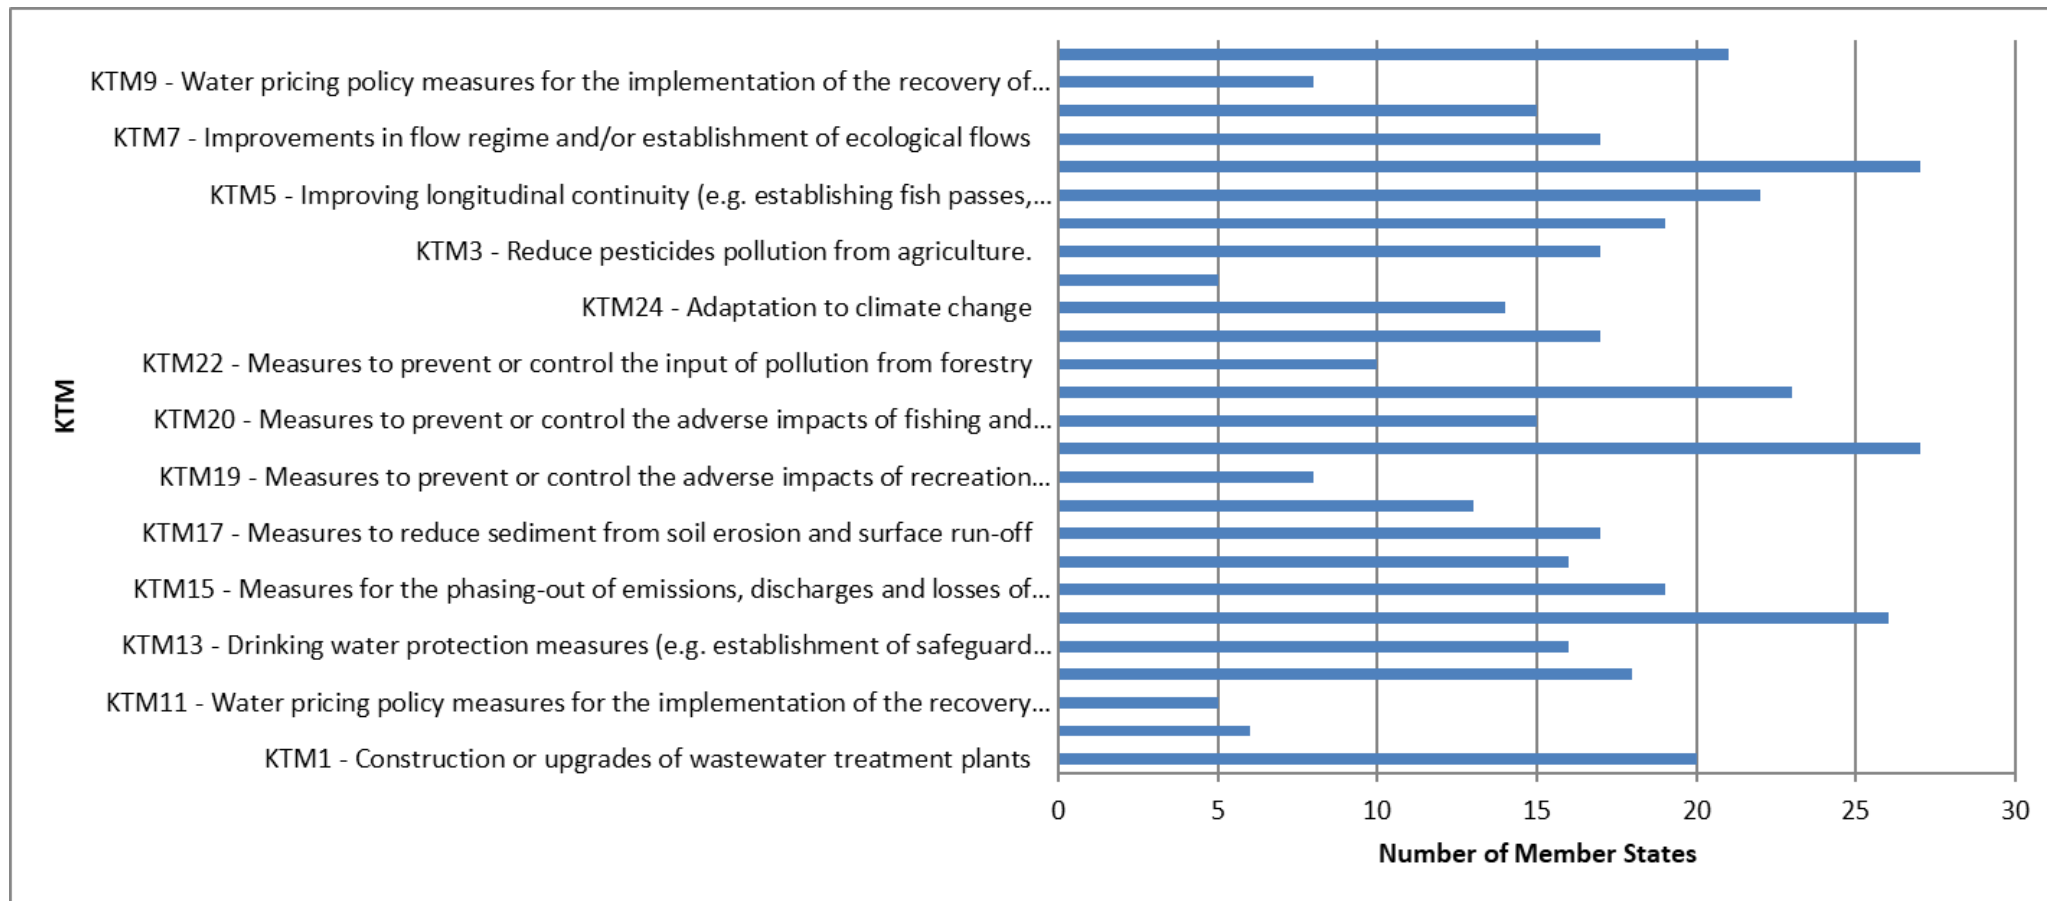 KTM9 - Water pricing policy measures for the implementation of the recovery of...
KTM7 - Improvements in flow regime and/or establishment of ecological flows
KTM5 - Improving longitudinal continuity (e.g. establishing fish passes,...
KTM3 - Reduce pesticides pollution from agriculture.
KTM24 - Adaptation to climate change
KTM22 - Measures to prevent or control the input of pollution from forestry
KTM20 - Measures to prevent or control the adverse impacts of fishing and...
KTM19 - Measures to prevent or control the adverse impacts of recreation...
KTM17 - Measures to reduce sediment from soil erosion and surface run-off
KTM15 - Measures for the phasing-out of emissions, discharges and losses of...
KTM13 - Drinking water protection measures (e.g. establishment of safeguard...
KTM11 - Water pricing policy measures for the implementation of the recovery...
KTM1 - Construction or upgrades of wastewater treatment plants
KTM
0 5 10 15 20 25 30
Number of Member States